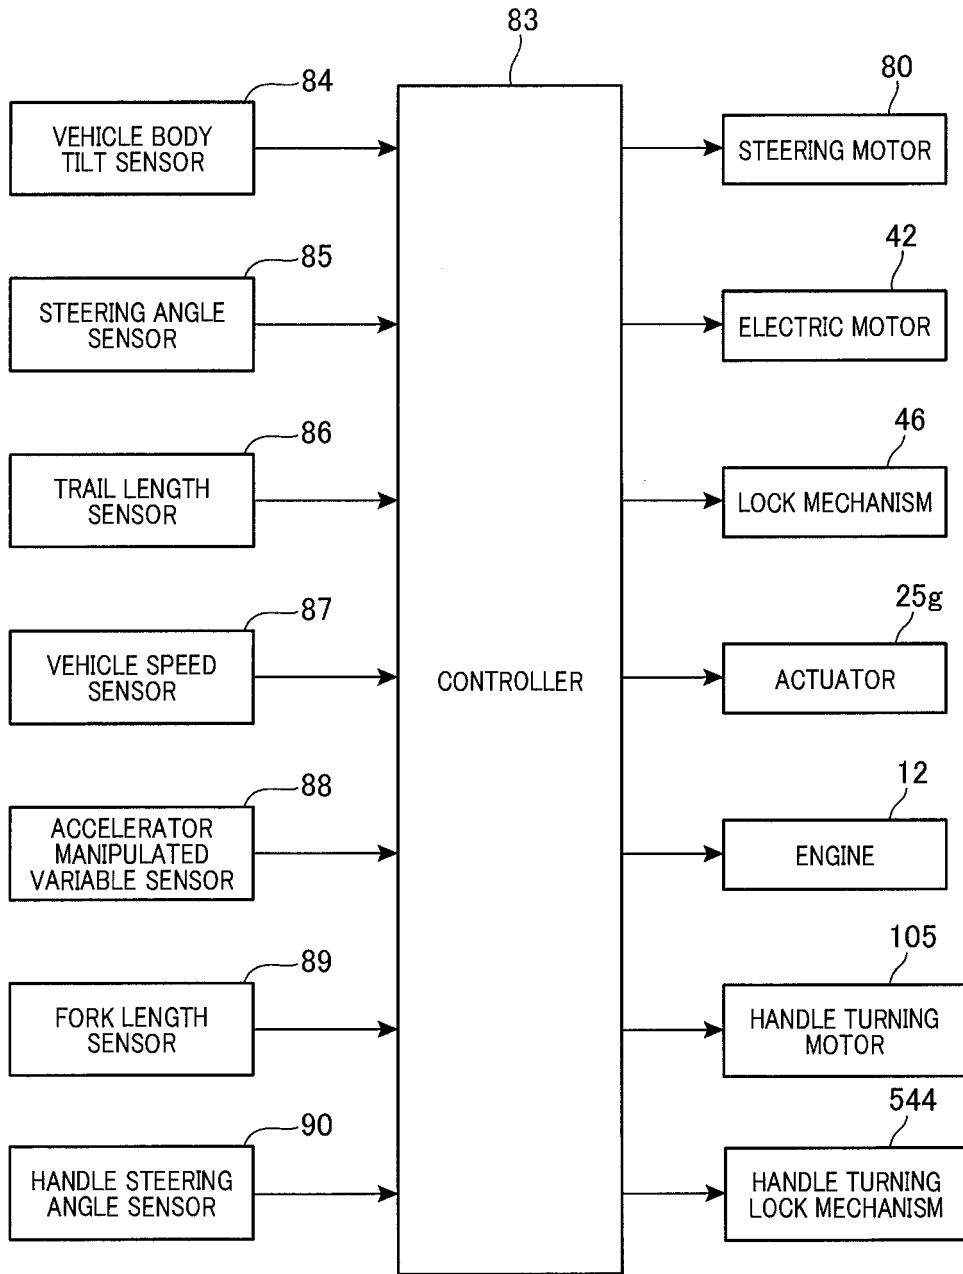 83
84
VEHICLE BODY
TILT SENSOR
85
STEERING ANGLE
SENSOR
86
TRAIL LENGTH
SENSOR
87
VEHICLE SPEED
SENSOR
88
ACCELERATOR
MANIPULATED
VARIABLE SENSOR
89
FORK LENGTH
SENSOR
90
HANDLE STEERING
ANGLE SENSOR
CONTROLLER
80
STEERING MOTOR
42
ELECTRIC MOTOR
46
LOCK MECHANISM
25g
ACTUATOR
12
ENGINE
105
HANDLE TURNING
MOTOR
544
HANDLE TURNING
LOCK MECHANISM